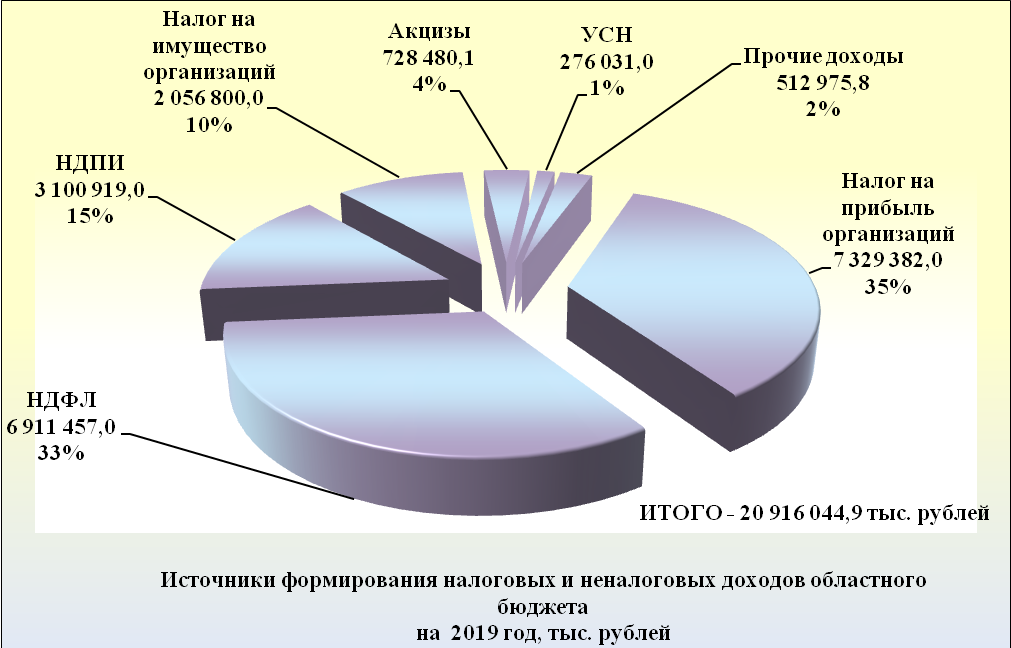 Налог на
имущество
организаций
2 056 800,0
10%
Акцизы
728 480,1
4%
УСН
276 031,0
1%
Прочие доходы
512 975,8
2%
НДПИ
3 100 919,0
15%
Налог на
прибыль
организаций
7 329 382,0
35%
НДФЛ
6 911 457,0
33%
ИТОГО - 20 916 044,9 тыс. рублей
Источники формирования налоговых и неналоговых доходов областного
бюджета
на 2019 год, тыс. рублей